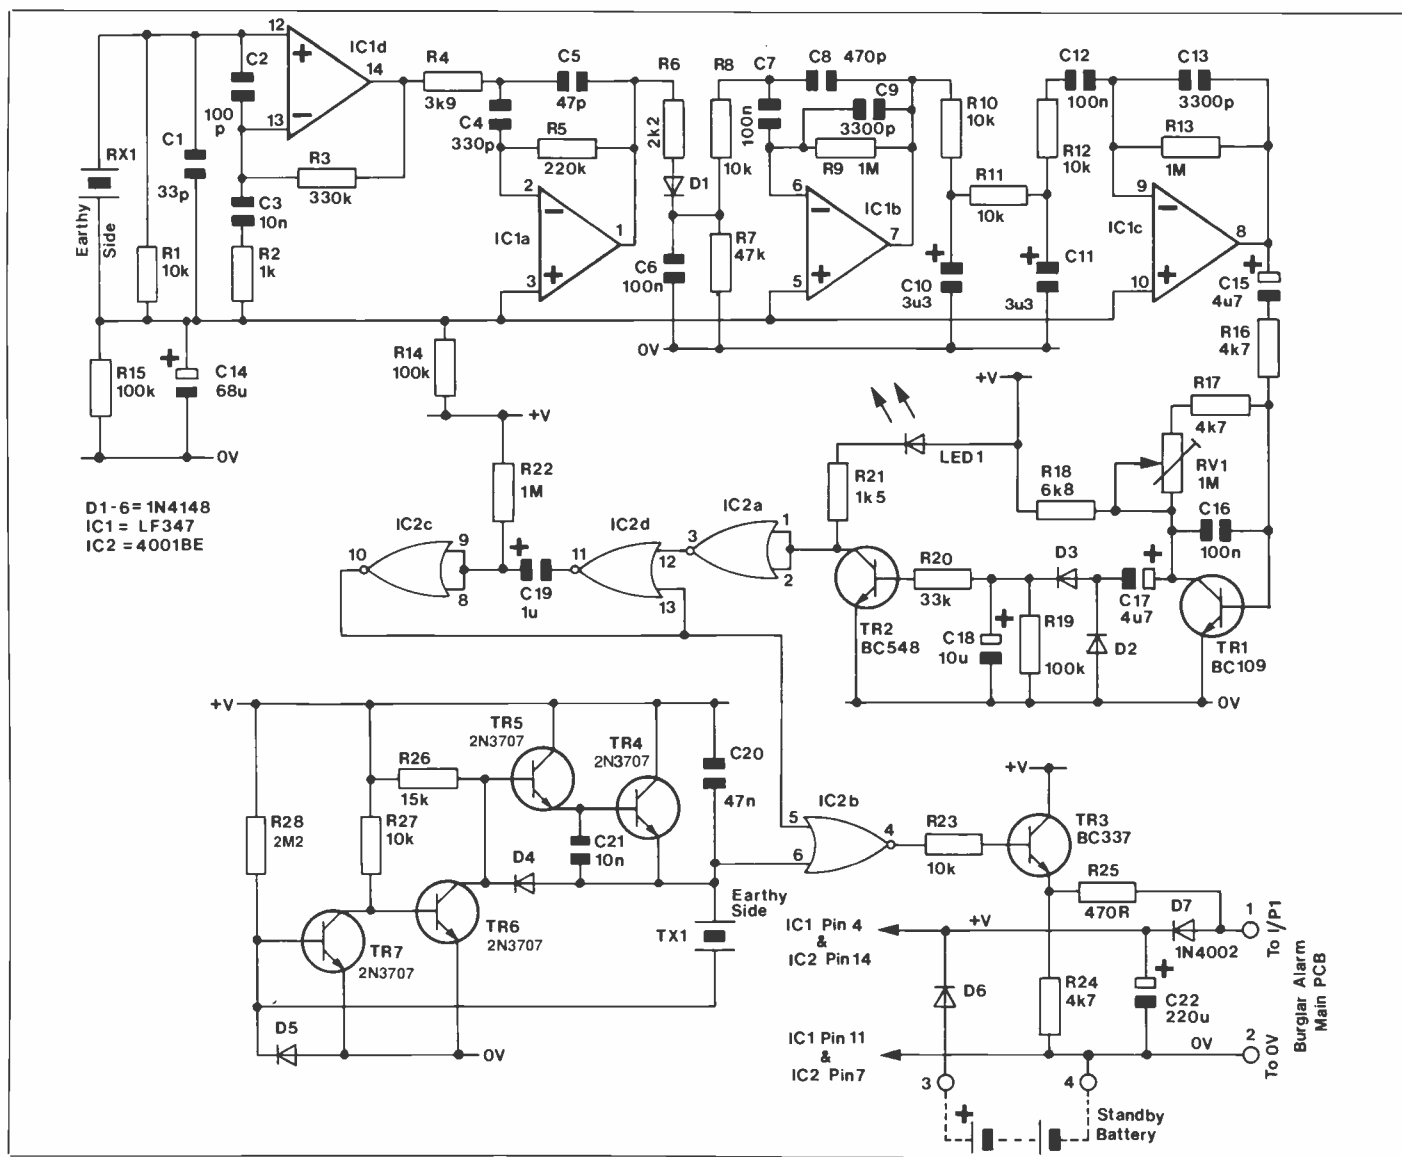 12
IC1d
14
13
C2
100
p
C1
33p
RX1
Earthy
Side
R1
10k
C3
10n
R2
1k
R3
330k
R4
3k9
C4
330p
C5
47p
R5
220k
2
IC1a
1
3
R6
2k2
D1
C6
100n
R7
47k
R8
10k
C7
100n
C8
470p
C9
3300p
R9
1M
6
IC1b
7
5
R10
10k
R11
10k
C10
3u3
C11
3u3
R12
10k
C12
100n
C13
3300p
R13
1M
9
IC1c
8
10
C15
4u7
R16
4k7
0V
R15
100k
C14
68u
0V
R14
100k
+V
R22
1M
D1-6=1N4148
IC1 = LF347
IC2 =4001BE
IC2c
10
9
8
C19
1u
IC2d
11
12
13
IC2a
3
1
2
R21
1k5
LED1
+V
R18
6k8
R17
4k7
RV1
1M
C16
100n
D3
C17
4u7
R20
33k
TR2
BC548
C18
10u
R19
100k
D2
TR1
BC109
0V
+V
R28
2M2
R26
15k
R27
10k
TR5
2N3707
TR4
2N3707
C20
47n
C21
10n
D4
TR6
2N3707
TR7
2N3707
D5
0V
Earthy
Side
TX1
IC2b
5
6
4
R23
10k
+V
TR3
BC337
R25
470R
D7
1N4002
1
To I/P1
IC1 Pin 4
&
IC2 Pin14
+V
D6
R24
4k7
C22
220u
IC1 Pin 11
&
IC2 Pin7
0V
2
To 0V
Burglar Alarm
Main PCB
3
4
Standby
Battery